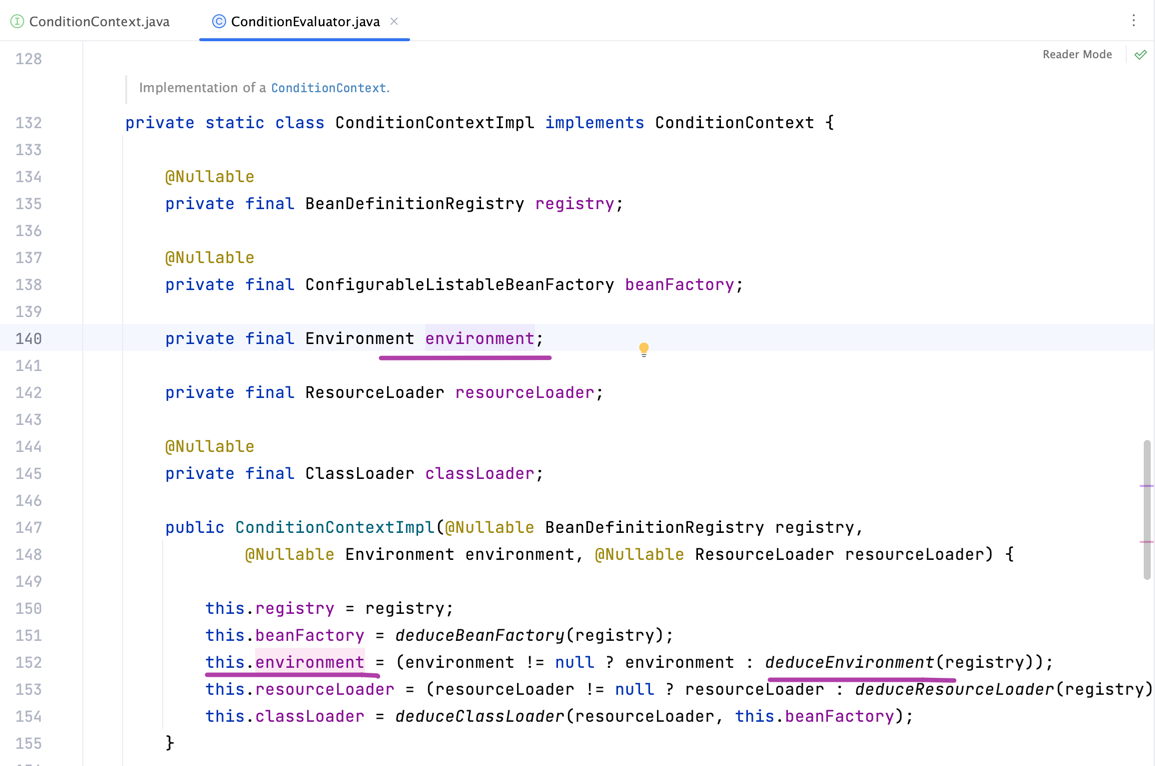 ConditionContext.java
ConditionEvaluator.java
Reader Mode
128
Implementation of a ConditionContext.
132 private static class ConditionContextImpl implements ConditionContext {
133
134 @Nullable
135 private final BeanDefinitionRegistry registry;
136
137 @Nullable
138 private final ConfigurableListableBeanFactory beanFactory;
139
140 private final Environment environment;
141
142 private final ResourceLoader resourceLoader;
143
144 @Nullable
145 private final ClassLoader classLoader;
146
147 public ConditionContextImpl(@Nullable BeanDefinitionRegistry registry,
148 @Nullable Environment environment, @Nullable ResourceLoader resourceLoader) {
149
150 this.registry = registry;
151 this.beanFactory = deduceBeanFactory(registry);
152 this.environment = (environment != null ? environment : deduceEnvironment(registry));
153 this.resourceLoader = (resourceLoader != null ? resourceLoader : deduceResourceLoader(registry)
154 this.classLoader = deduceClassLoader(resourceLoader, this.beanFactory);
155 }